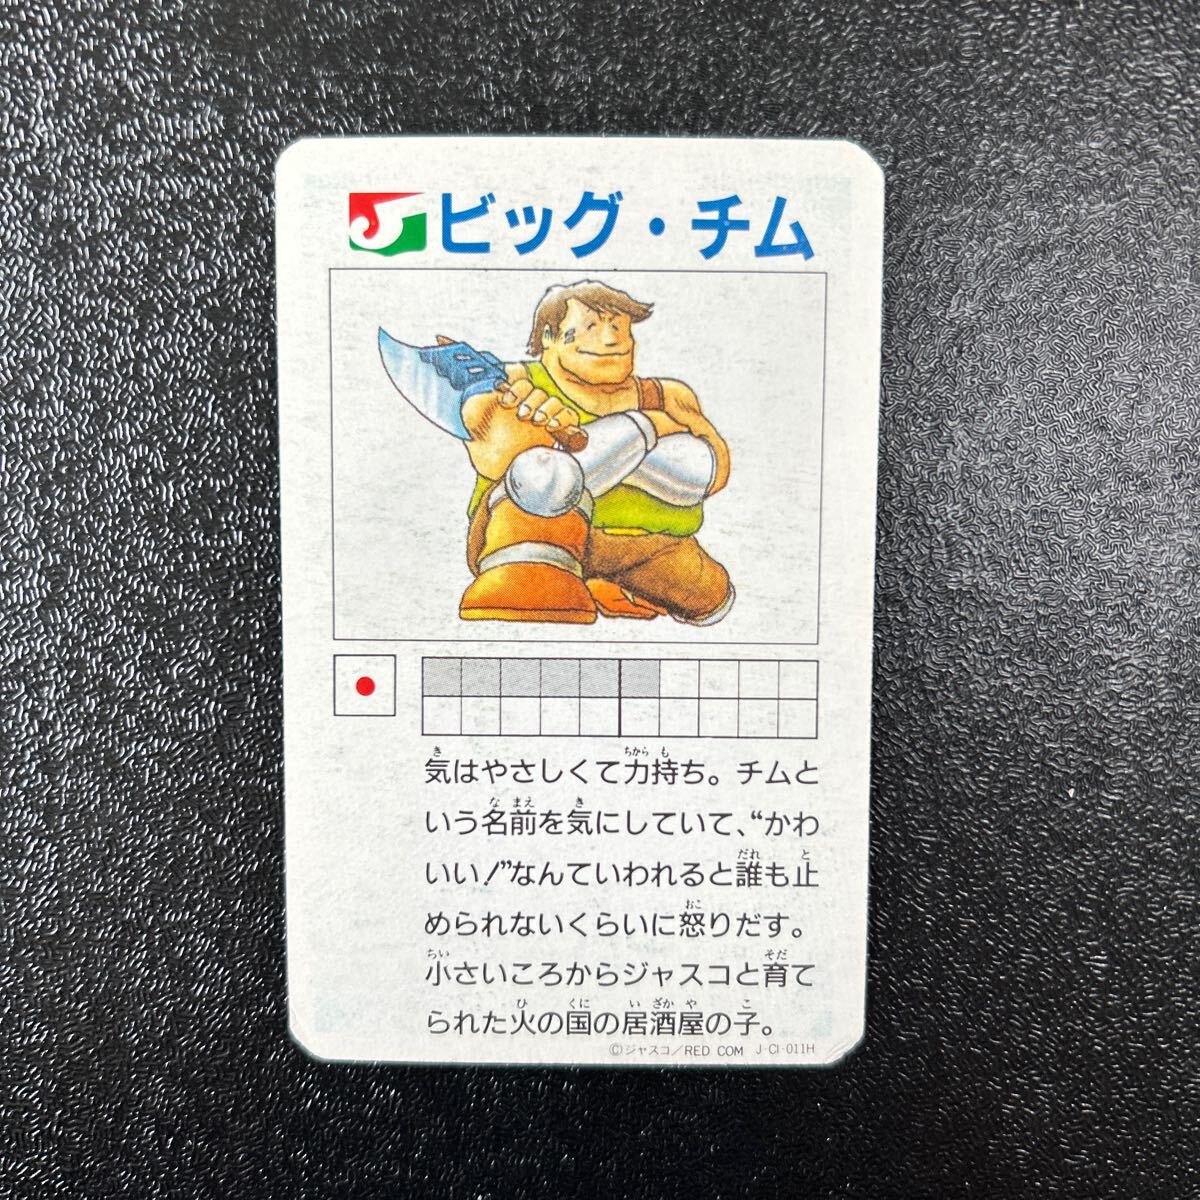 ビッグ・チム
気はやさしくて力持ち。チムと
いう名前を気にしていて、“かわ
いい!”なんていわれると誰も止
められないくらいに怒りだす。
小さいころからジャスコと育て
られた火の国の居酒屋の子。
©ジャスコ/RED COM J-CI-011H